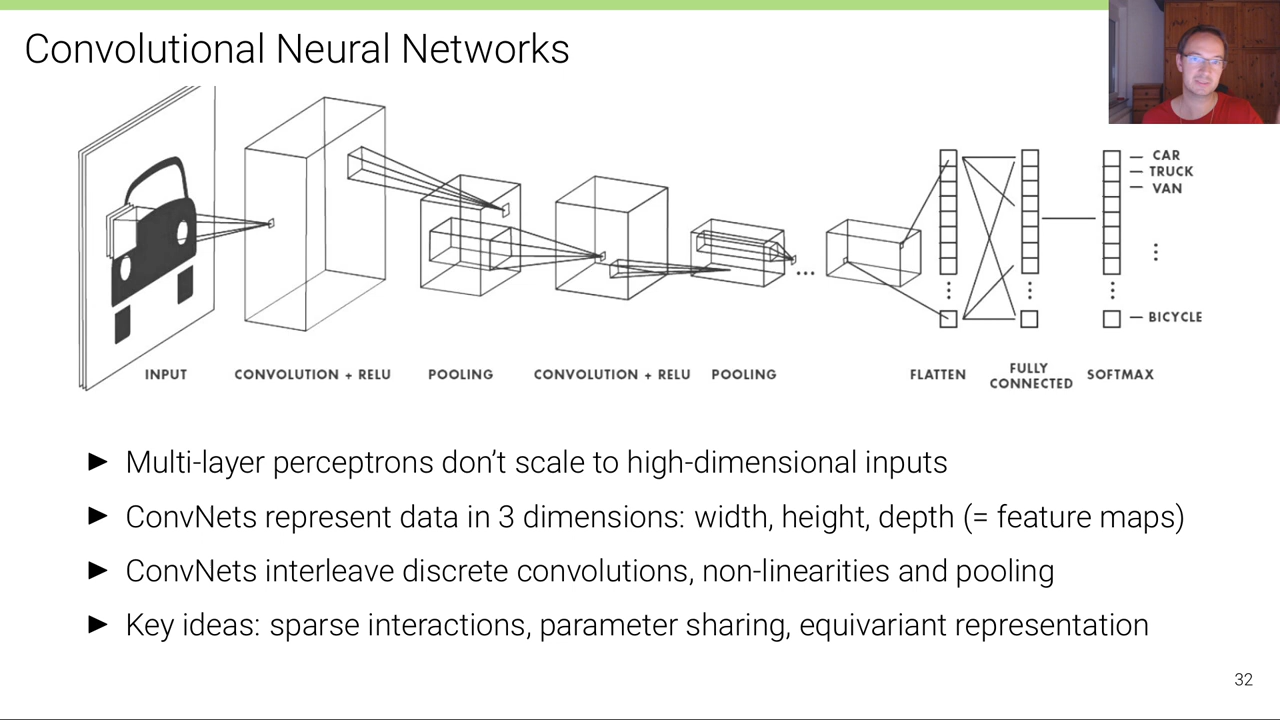 Convolutional Neural Networks
CAR
TRUCK
VAN
BICYCLE
INPUT
CONVOLUTION + RELU
POOLING
CONVOLUTION + RELU
POOLING
FLATTEN
FULLY
CONNECTED
SOFTMAX
► Multi-layer perceptrons don’t scale to high-dimensional inputs
► ConvNets represent data in 3 dimensions: width, height, depth (= feature maps)
► ConvNets interleave discrete convolutions, non-linearities and pooling
► Key ideas: sparse interactions, parameter sharing, equivariant representation
32